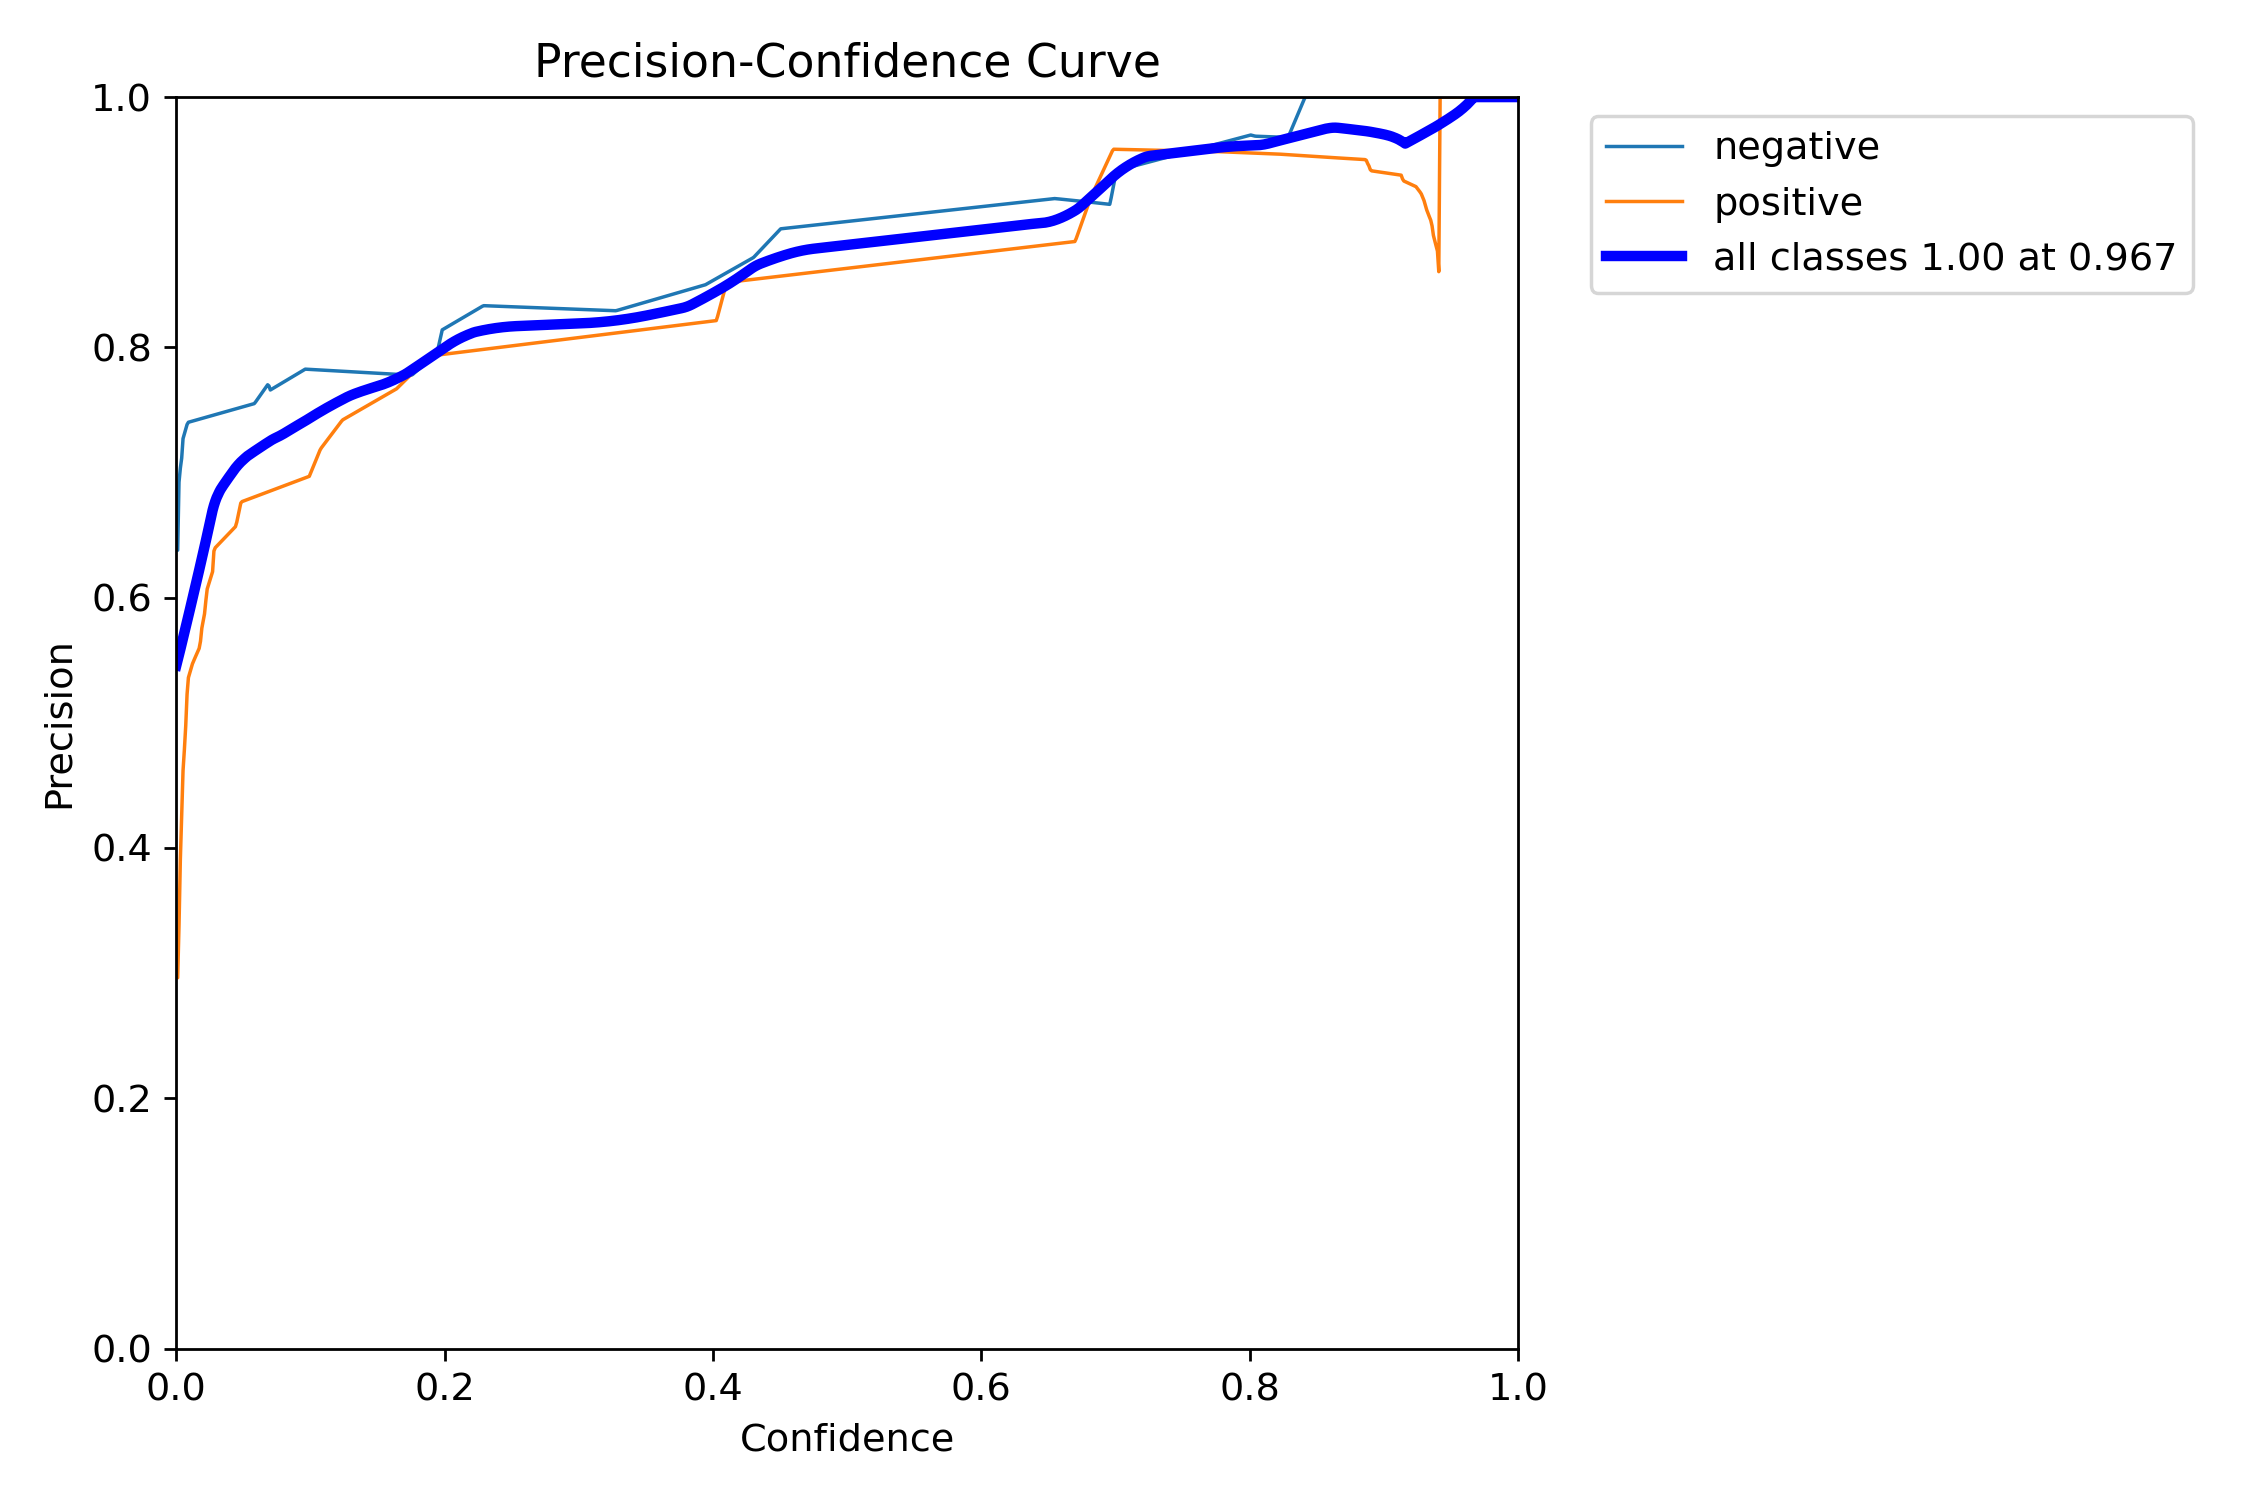 Precision-Confidence Curve
1.0
0.8
0.6
0.4
0.2
0.0
Precision
0.0 0.2 0.4 0.6 0.8 1.0
Confidence
negative
positive
all classes 1.00 at 0.967